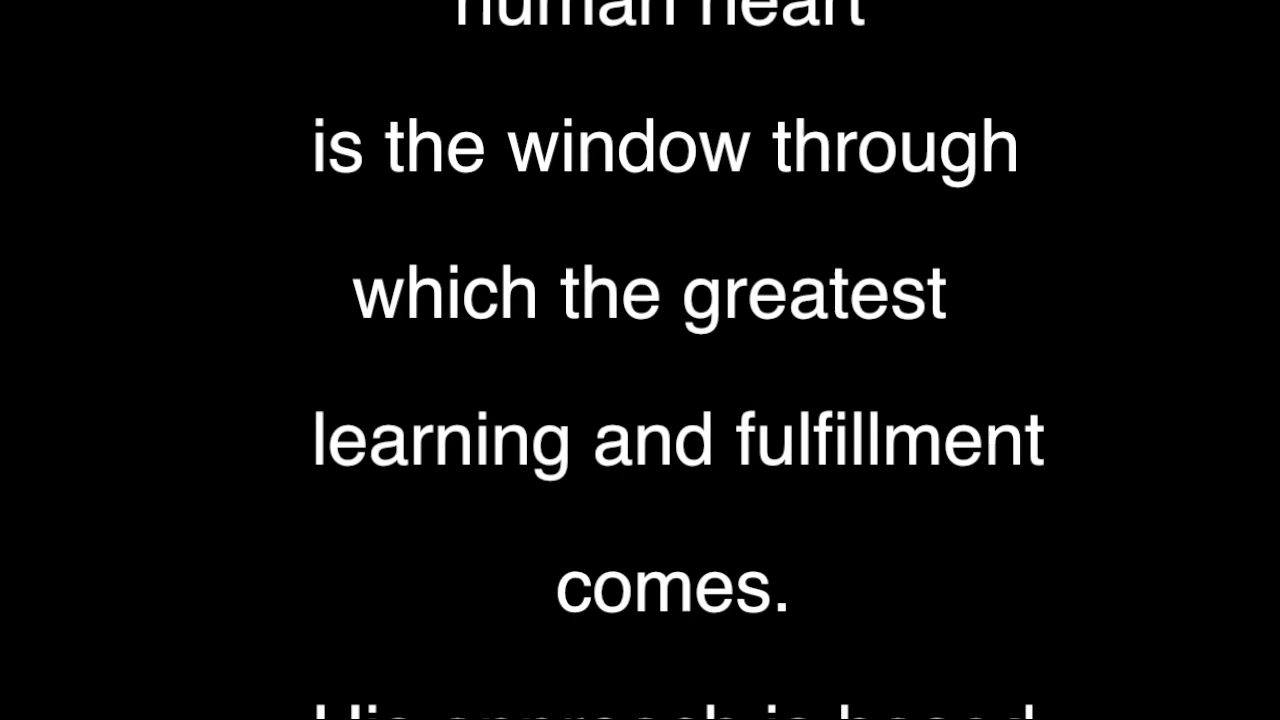 human heart
is the window through
which the greatest
learning and fulfillment
comes.
His approach is based